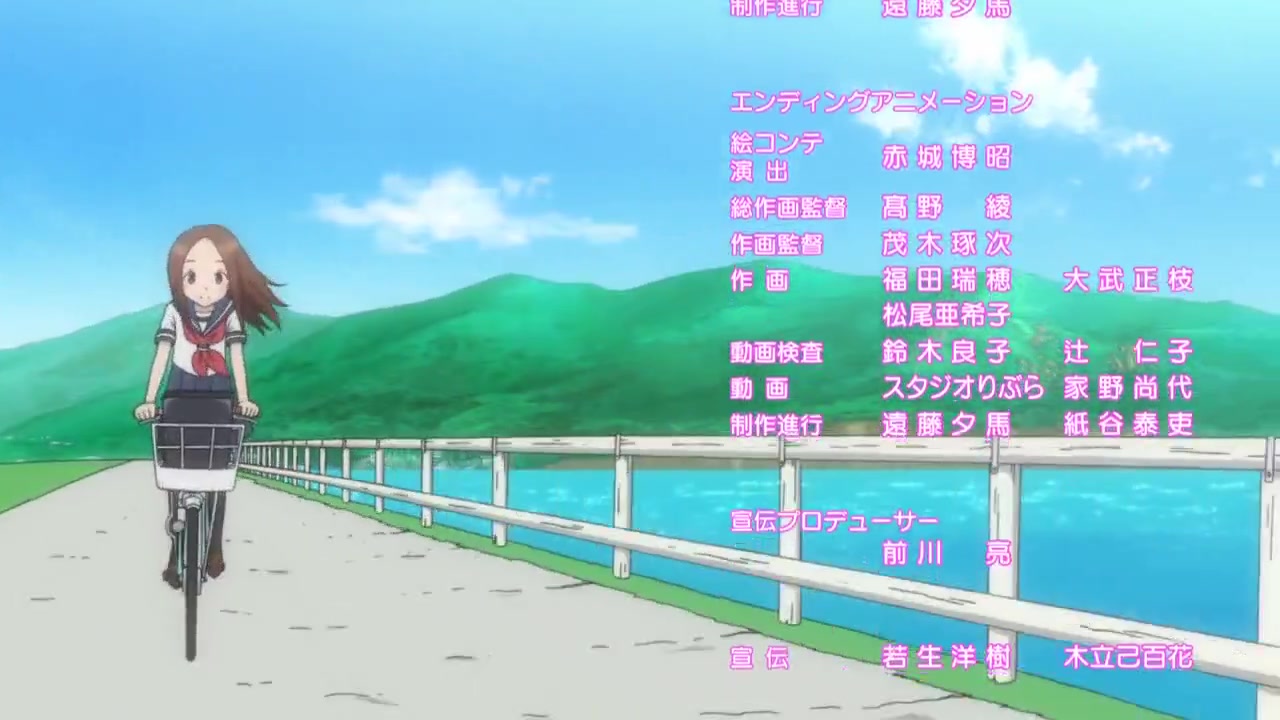 制作進行 遠藤夕馬
エンディングアニメーション
絵コンテ
演出 赤城博昭
総作画監督 髙野 綾
作画監督 茂木琢次
作画 福田瑞穂 大武正枝
松尾亜希子
動画検査 鈴木良子 辻 仁子
動画 スタジオりぶら 家野尚代
制作進行 遠藤夕馬 紙谷泰吏
宣伝プロデューサー
前川 亮
宣伝 若生洋樹 木立己百花